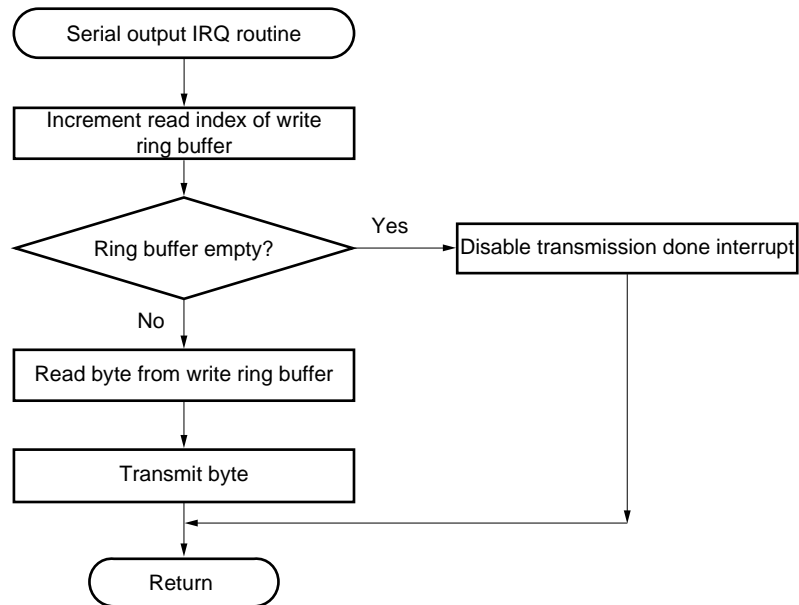 Serial output IRQ routine
Increment read index of write
ring buffer
Ring buffer empty?
Yes
Disable transmission done interrupt
No
Read byte from write ring buffer
Transmit byte
Return